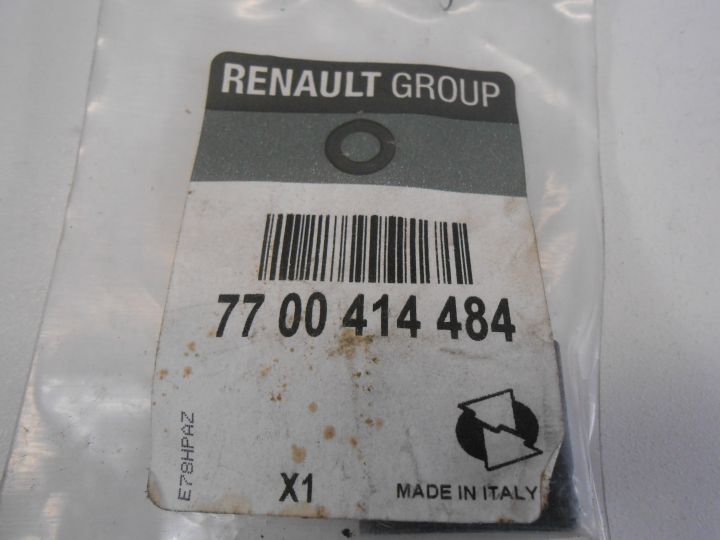 RENAULT GROUP
77 00 414 484
E78HPAZ
X1
MADE IN ITALY